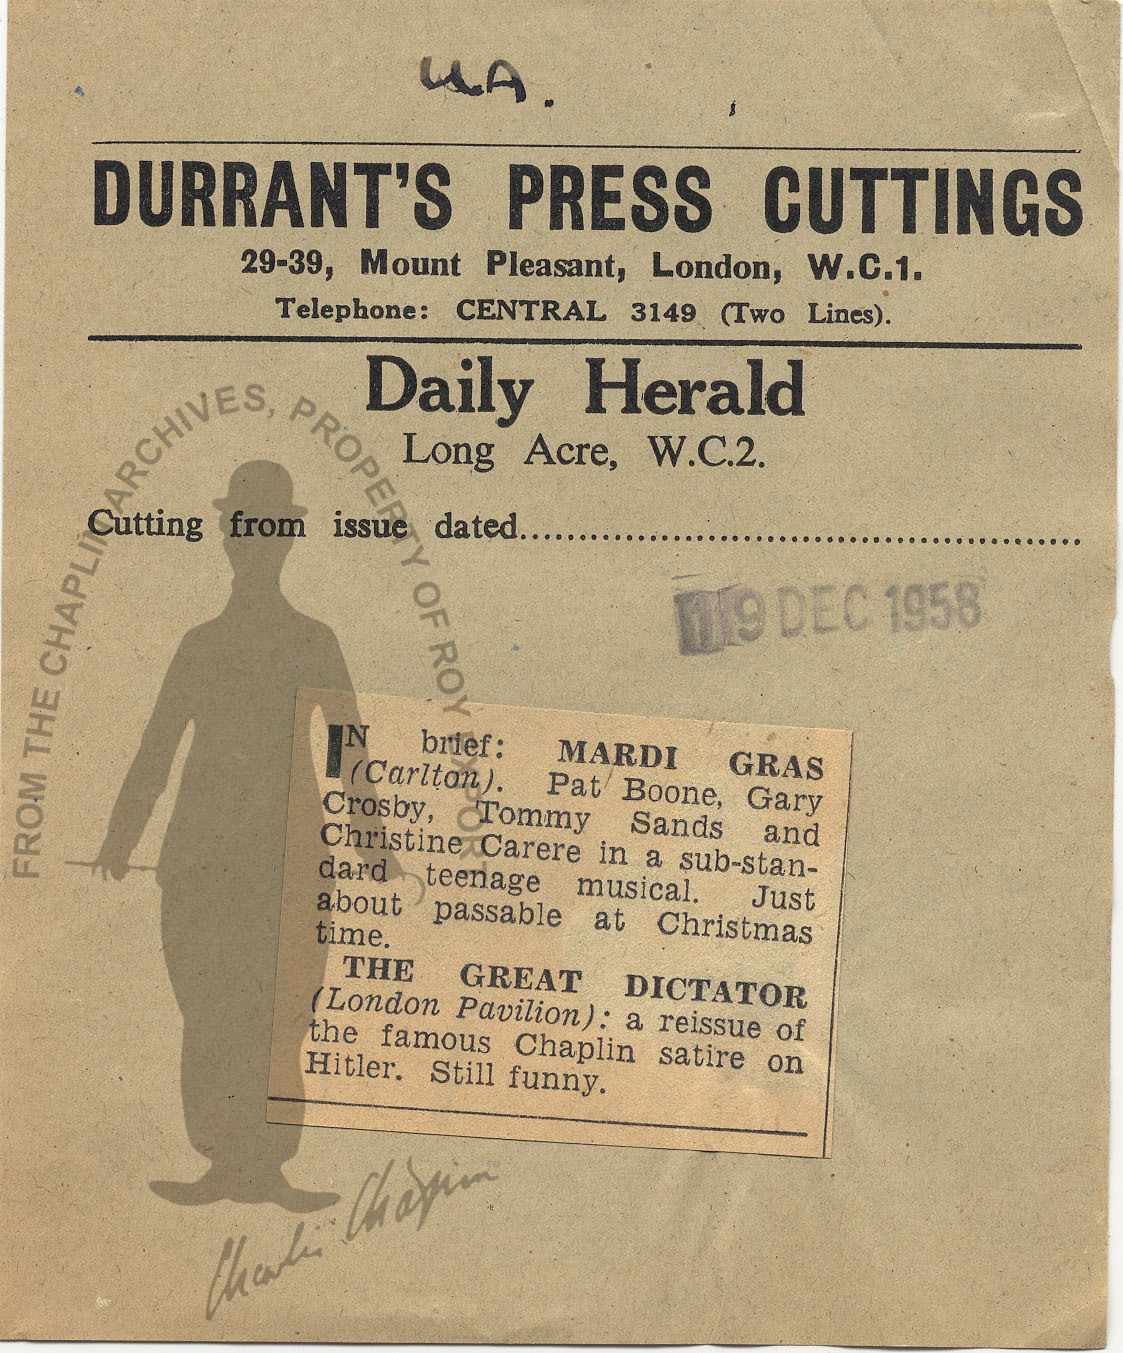 U.A.
DURRANT'S PRESS CUTTINGS
29-39, Mount Pleasant, London, W.C.1.
Telephone: CENTRAL 3149 (Two Lines).
Daily Herald
Long Acre, W.C.2.
Cutting from issue dated..................................................
19 DEC 1958
IN brief: MARDI GRAS
(Carlton). Pat Boone, Gary
Crosby, Tommy Sands and
Christine Carere in a sub-stan-
dard teenage musical. Just
about passable at Christmas
time.
THE GREAT DICTATOR
(London Pavilion): a reissue of
the famous Chaplin satire on
Hitler. Still funny.
FROM THE CHAPLIN ARCHIVES, PROPERTY OF ROY EXPORT
Charlie Chaplin